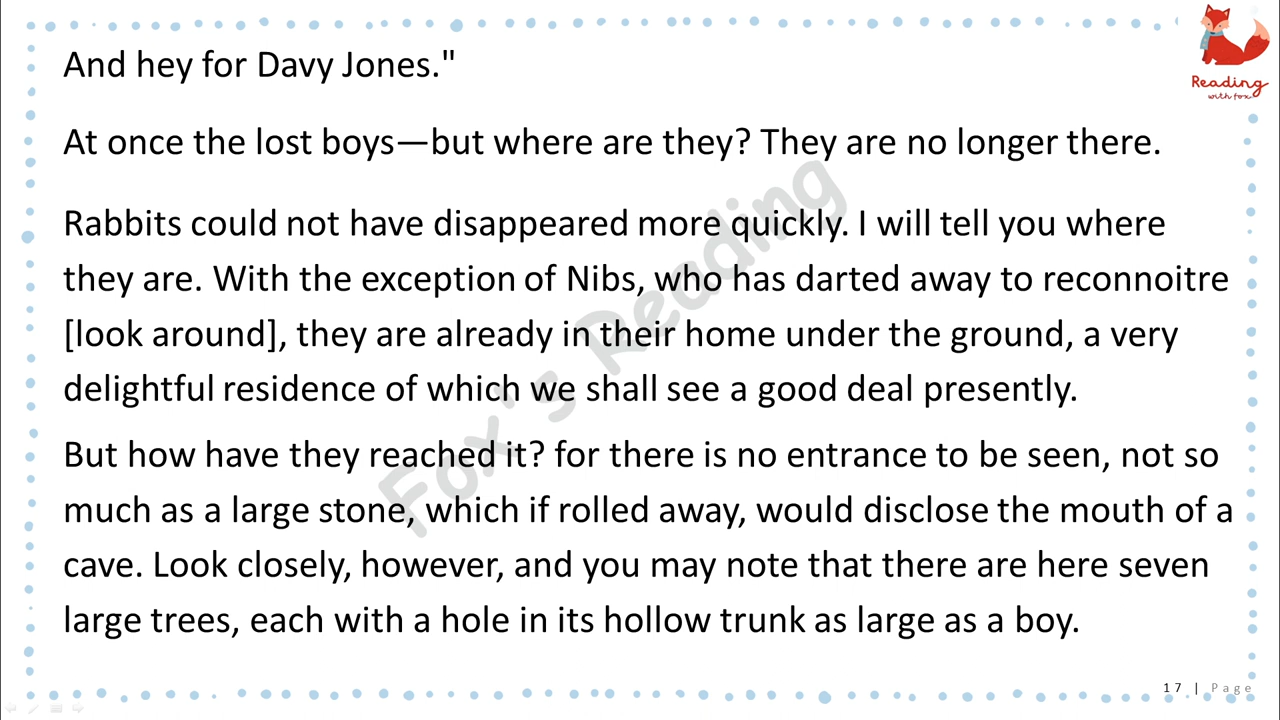 And hey for Davy Jones."
Reading
with fox
At once the lost boys—but where are they? They are no longer there.
Rabbits could not have disappeared more quickly. I will tell you where
they are. With the exception of Nibs, who has darted away to reconnoitre
[look around], they are already in their home under the ground, a very
delightful residence of which we shall see a good deal presently.
But how have they reached it? for there is no entrance to be seen, not so
much as a large stone, which if rolled away, would disclose the mouth of a
cave. Look closely, however, and you may note that there are here seven
large trees, each with a hole in its hollow trunk as large as a boy.
Fox's Reading
17 | Page